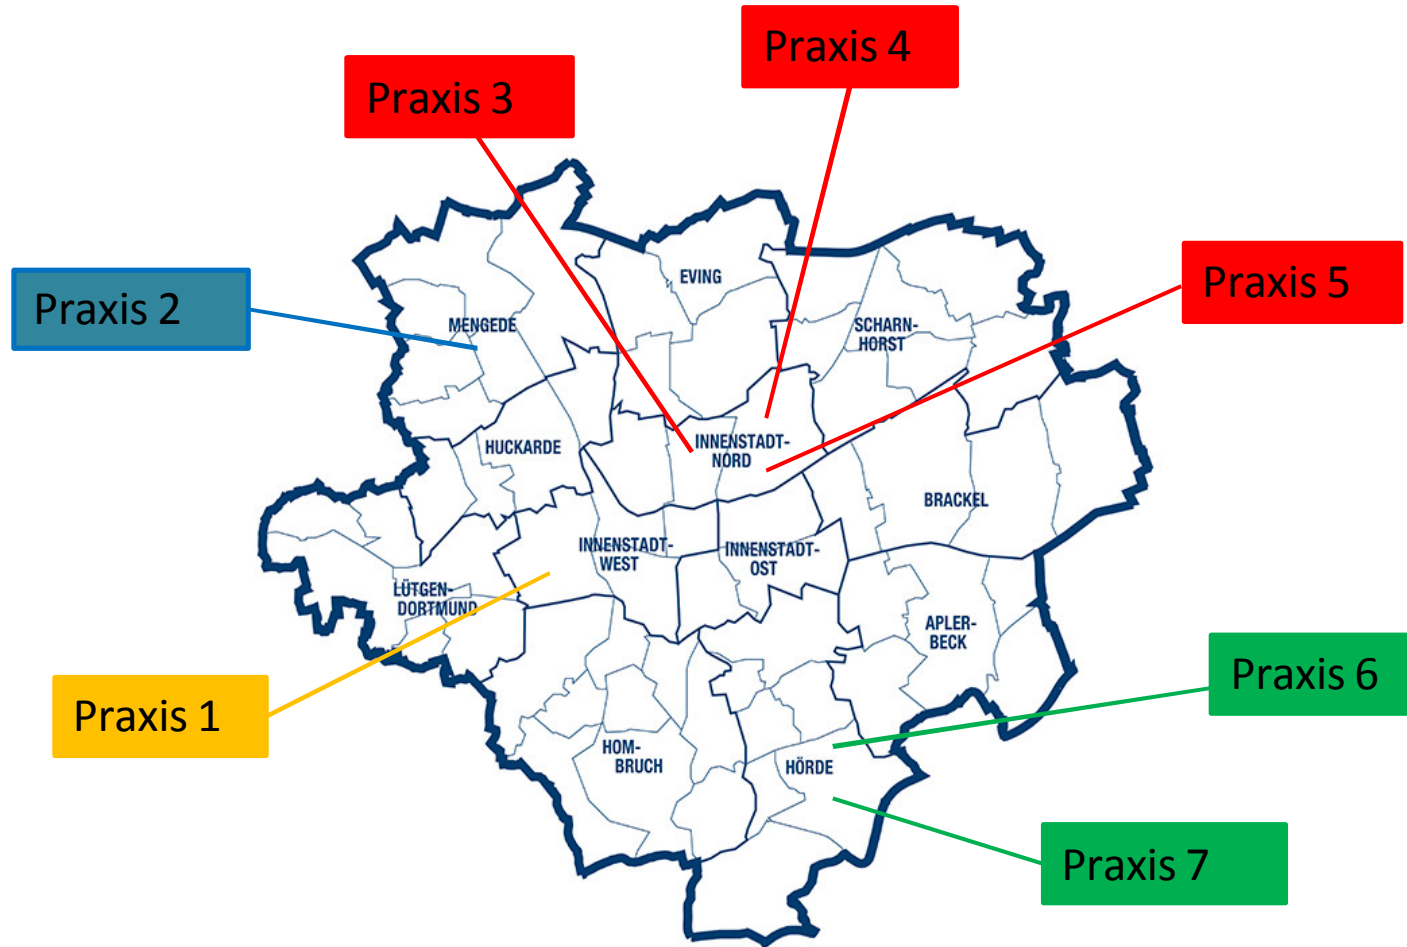 Praxis 4
Praxis 3
Praxis 5
Praxis 2
EVING
MENGEDE
SCHARN-
HORST
HUCKARDE
INNENSTADT-
NORD
BRACKEL
INNENSTADT-
WEST
INNENSTADT-
OST
LÜTGEN-
DORTMUND
APLER-
BECK
Praxis 6
Praxis 1
HOM-
BRUCH
HÖRDE
Praxis 7